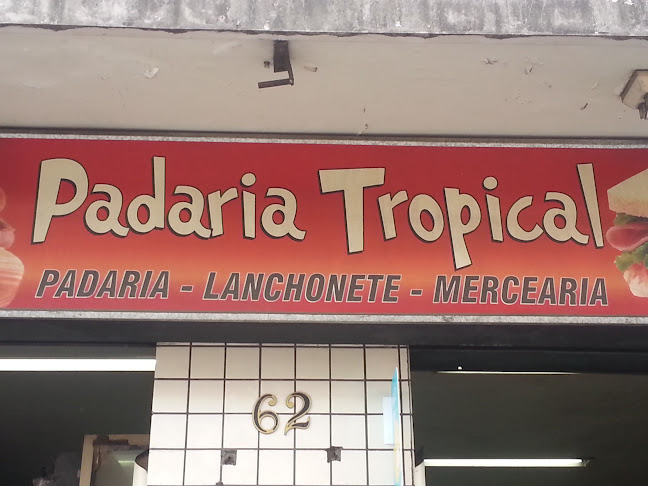 Padaria Tropical
PADARIA - LANCHONETE - MERCEARIA
62